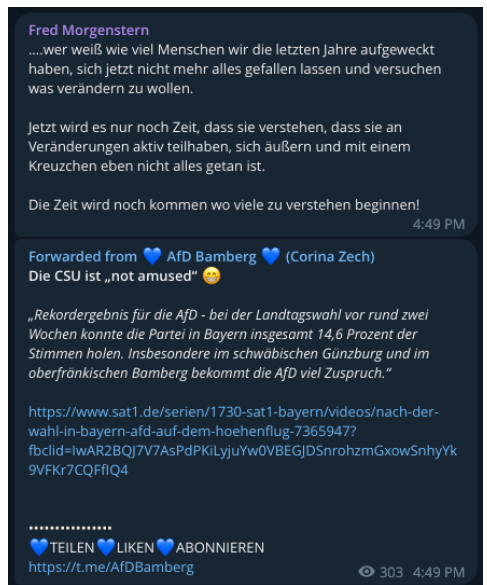 Fred Morgenstern
....wer weiß wie viel Menschen wir die letzten Jahre aufgeweckt
haben, sich jetzt nicht mehr alles gefallen lassen und versuchen
was verändern zu wollen.
Jetzt wird es nur noch Zeit, dass sie verstehen, dass sie an
Veränderungen aktiv teilhaben, sich äußern und mit einem
Kreuzchen eben nicht alles getan ist.
Die Zeit wird noch kommen wo viele zu verstehen beginnen!
4:49 PM
Forwarded from 💙 AfD Bamberg 💙 (Corina Zech)
Die CSU ist „not amused“ 😁
„Rekordergebnis für die AfD - bei der Landtagswahl vor rund zwei
Wochen konnte die Partei in Bayern insgesamt 14,6 Prozent der
Stimmen holen. Insbesondere im schwäbischen Günzburg und im
oberfränkischen Bamberg bekommt die AfD viel Zuspruch.“
https://www.sat1.de/serien/1730-sat1-bayern/videos/nach-der-
wahl-in-bayern-afd-auf-dem-hoehenflug-7365947?
fbclid=IwAR2BQJ7V7AsPdPKiLyjuYw0VBEGJDSnrohzmGxowSnhyYk
9VFKr7CQFfIQ4
••••••••••••••••
💙TEILEN💙LIKEN💙ABONNIEREN
https://t.me/AfDBamberg
303 4:49 PM